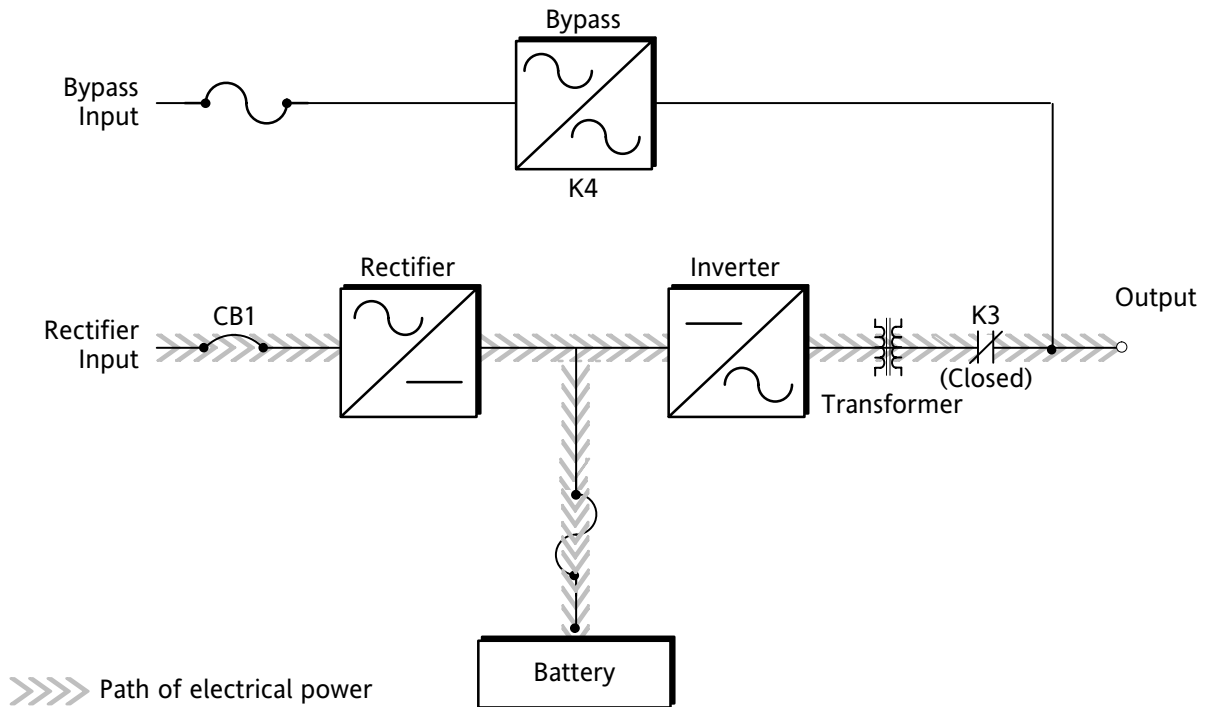 Bypass
Bypass
Input
K4
Rectifier
Inverter
Output
Rectifier
Input
CB1
K3
(Closed)
Transformer
Battery
Path of electrical power